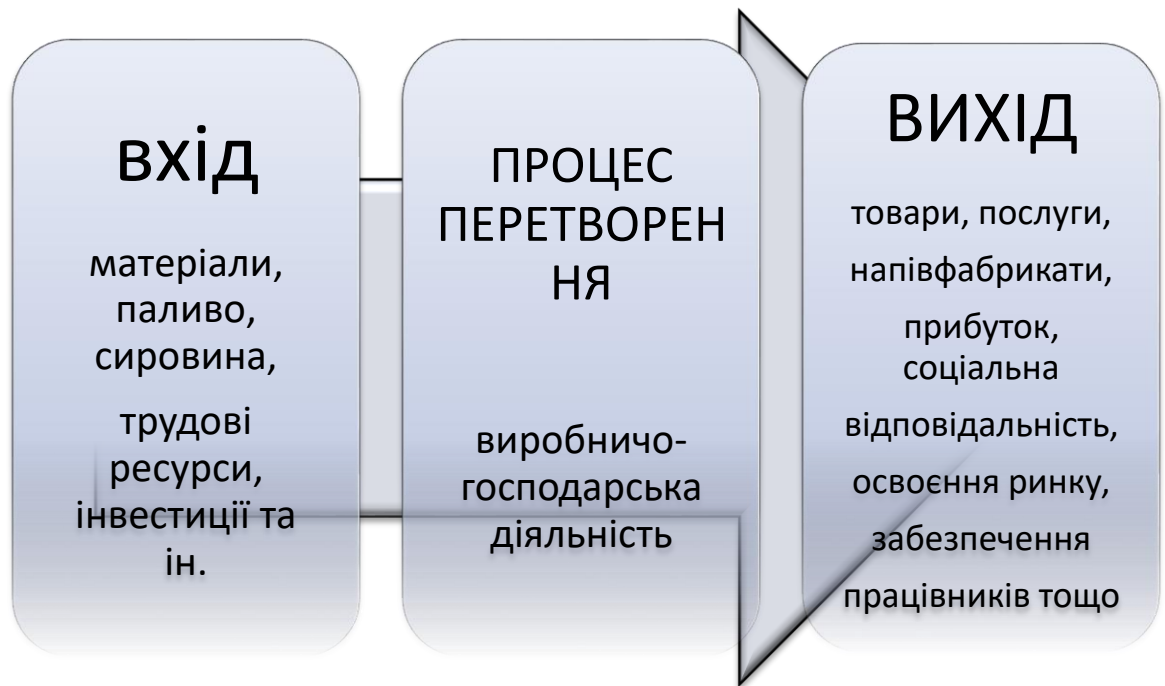 вхід
матеріали,
паливо,
сировина,
трудові
ресурси,
інвестиції та
ін.
ПРОЦЕС
ПЕРЕТВОРЕН
НЯ
виробничо-
господарська
діяльність
ВИХІД
товари, послуги,
напівфабрикати,
прибуток,
соціальна
відповідальність,
освоєння ринку,
забезпечення
працівників тощо